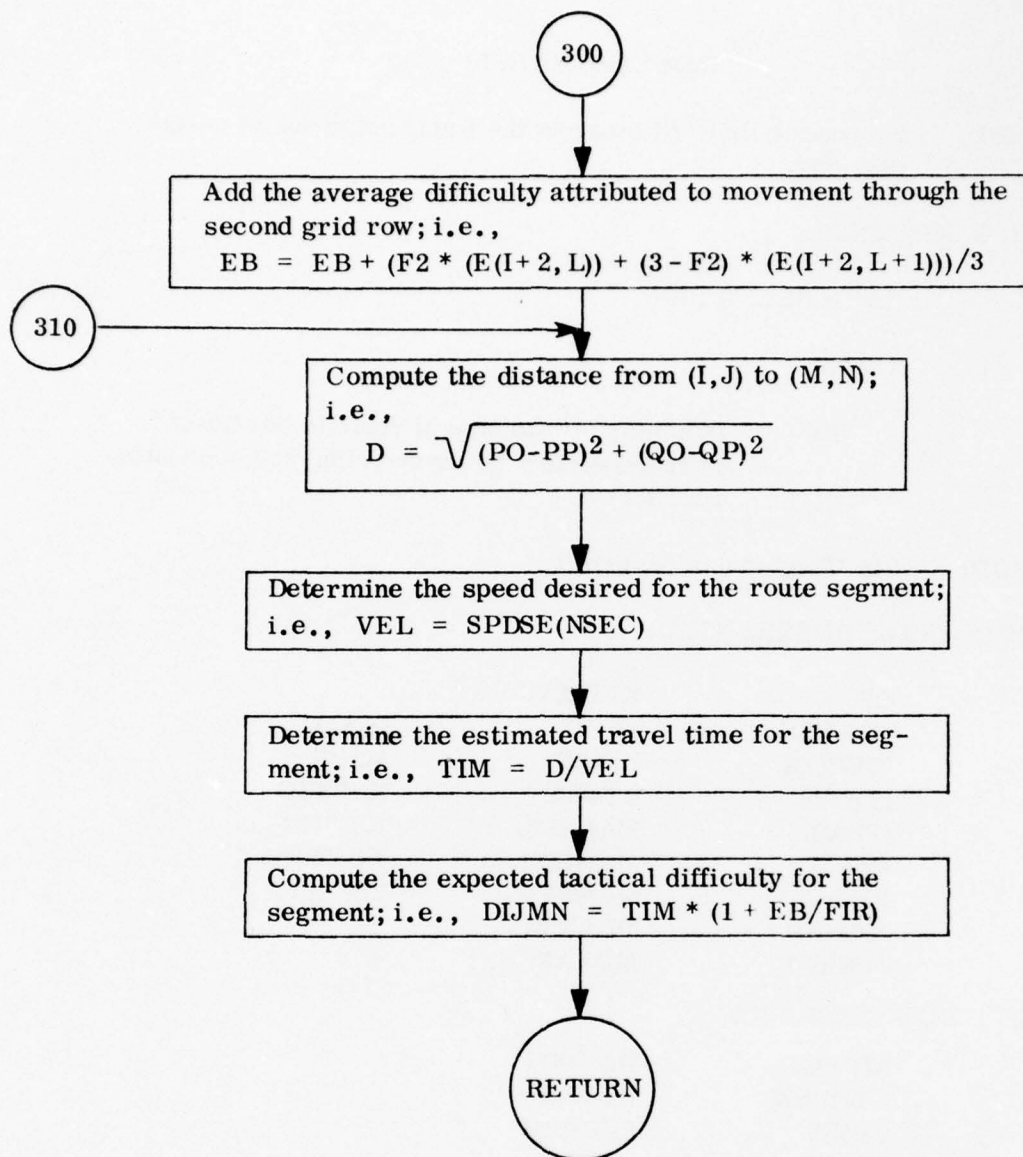 300
Add the average difficulty attributed to movement through the
second grid row; i.e.,
EB = EB + (F2 * (E(I+2, L)) + (3 - F2) * (E(I+2, L+1)))/3
310
Compute the distance from (I,J) to (M,N);
i.e.,
D = √(PO-PP)2 + (QO-QP)2
Determine the speed desired for the route segment;
i.e., VEL = SPDSE(NSEC)
Determine the estimated travel time for the seg-
ment; i.e., TIM = D/VEL
Compute the expected tactical difficulty for the
segment; i.e., DIJMN = TIM * (1 + EB/FIR)
RETURN